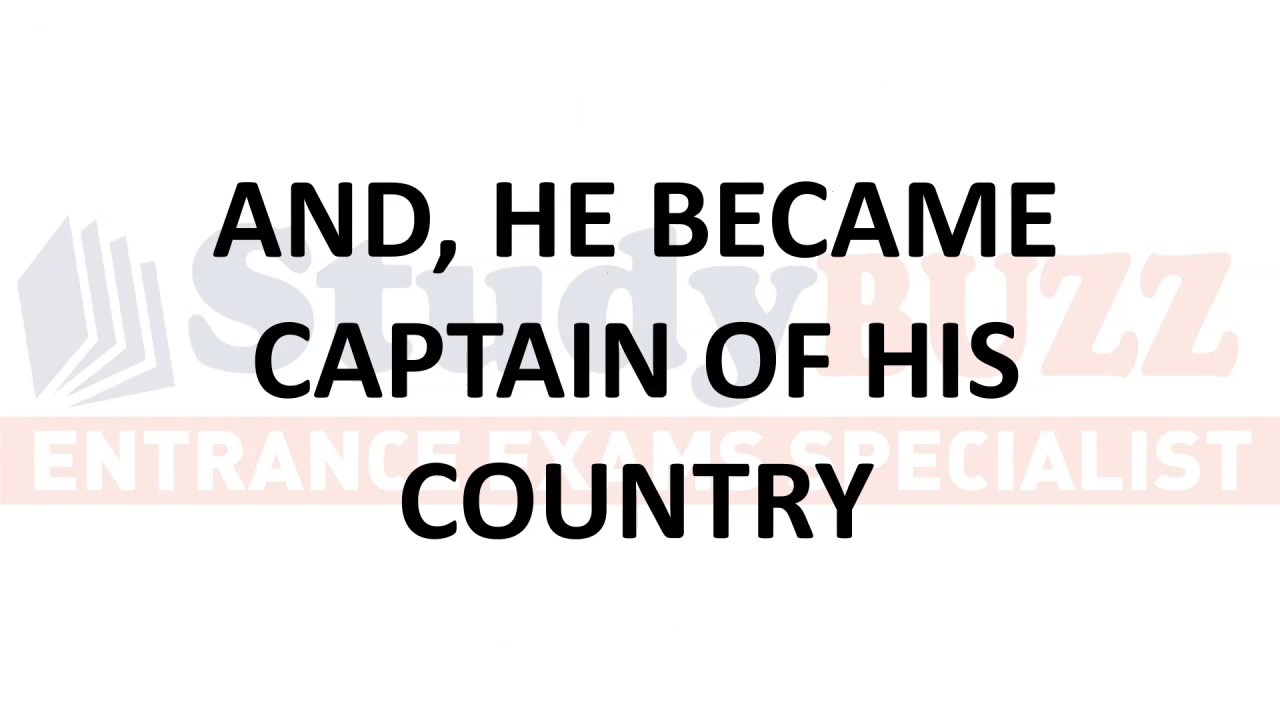 AND, HE BECAME
StudyBUZZ
CAPTAIN OF HIS
ENTRANCE EXAMS SPECIALIST
COUNTRY